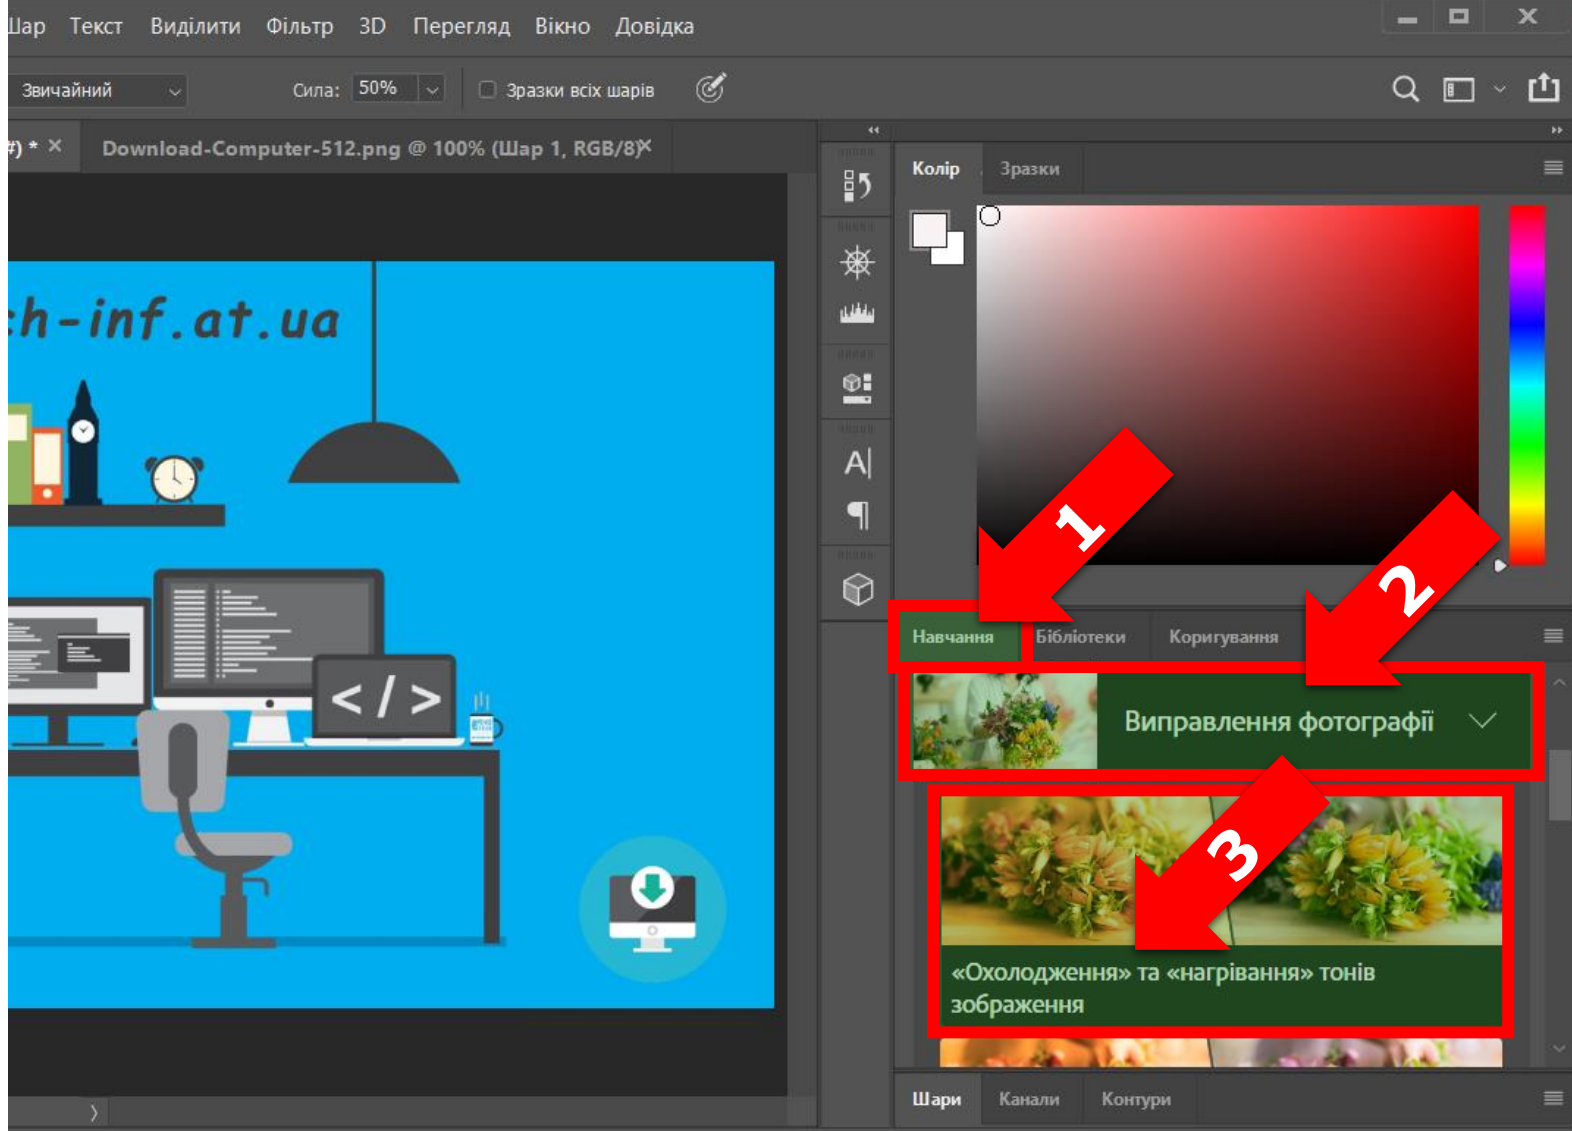 Шар Текст Виділити Фільтр 3D Перегляд Вікно Довідка
Звичайний Сила: 50% Зразки всіх шарів
#) * × Download-Computer-512.png @ 100% (Шар 1, RGB/8) ×
Колір Зразки
ch-inf.at.ua
A|
¶
1
2
Навчання Бібліотеки Коригування
</>
Виправлення фотографії
3
«Охолодження» та «нагрівання» тонів
зображення
Шари Канали Контури